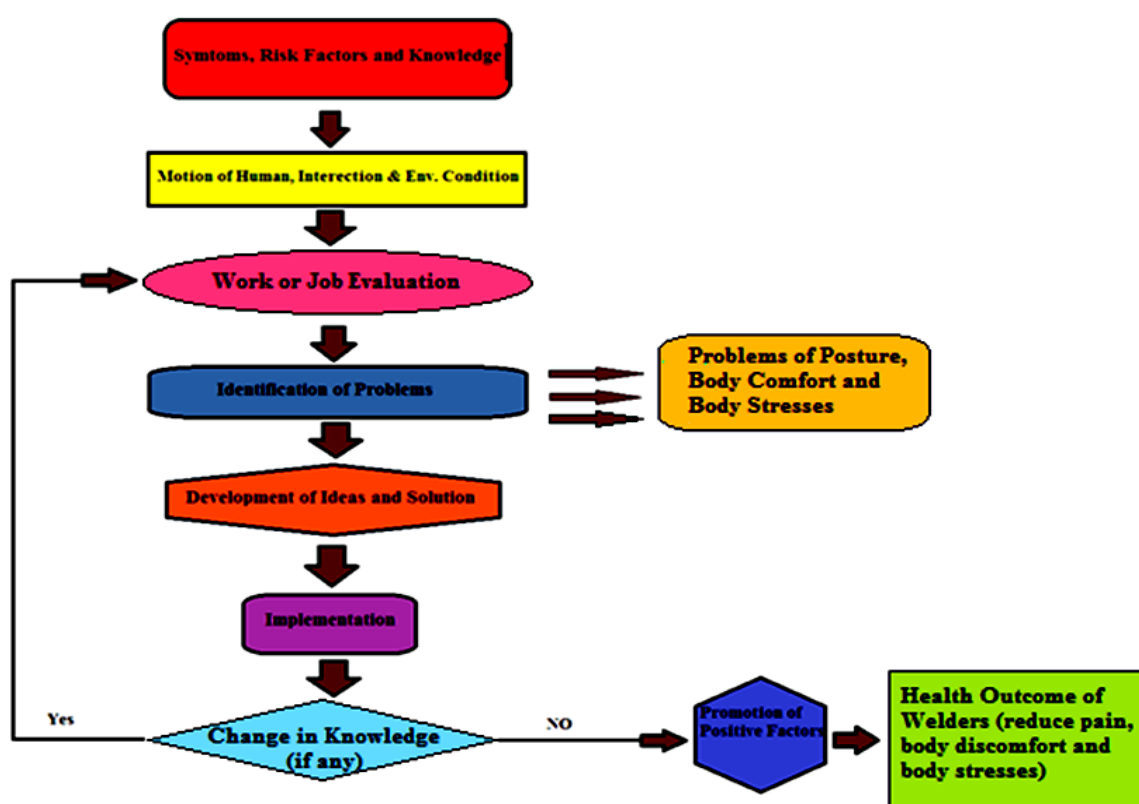 Symtoms, Risk Factors and Knowledge
Motion of Human, Interection & Env. Condition
Work or Job Evaluation
Identification of Problems
Problems of Posture,
Body Comfort and
Body Stresses
Development of Ideas and Solution
Implementation
Yes
Change in Knowledge
(if any)
NO
Promotion of
Positive Factors
Health Outcome of
Welders (reduce pain,
body discomfort and
body stresses)